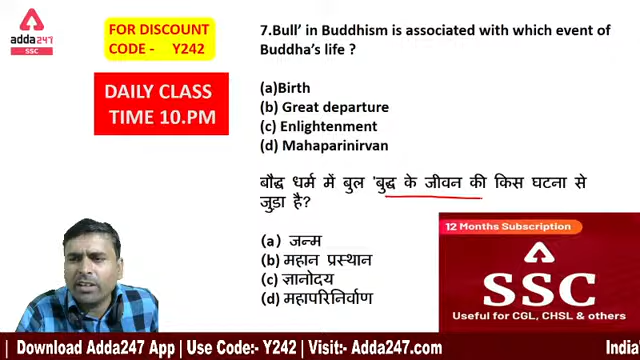 adda247
SSC
FOR DISCOUNT
CODE - Y242
DAILY CLASS
TIME 10.PM
7.Bull’ in Buddhism is associated with which event of
Buddha’s life ?
(a)Birth
(b) Great departure
(c) Enlightenment
(d) Mahaparinirvan
बौद्ध धर्म में बुल 'बुद्ध के जीवन की किस घटना से
जुड़ा है?
(a) जन्म
(b) महान प्रस्थान
(c) ज्ञानोदय
(d) महापरिनिर्वाण
12 Months Subscription
SSC
Useful for CGL, CHSL & others
| Download Adda247 App | Use Code:- Y242 | Visit:- Adda247.com India